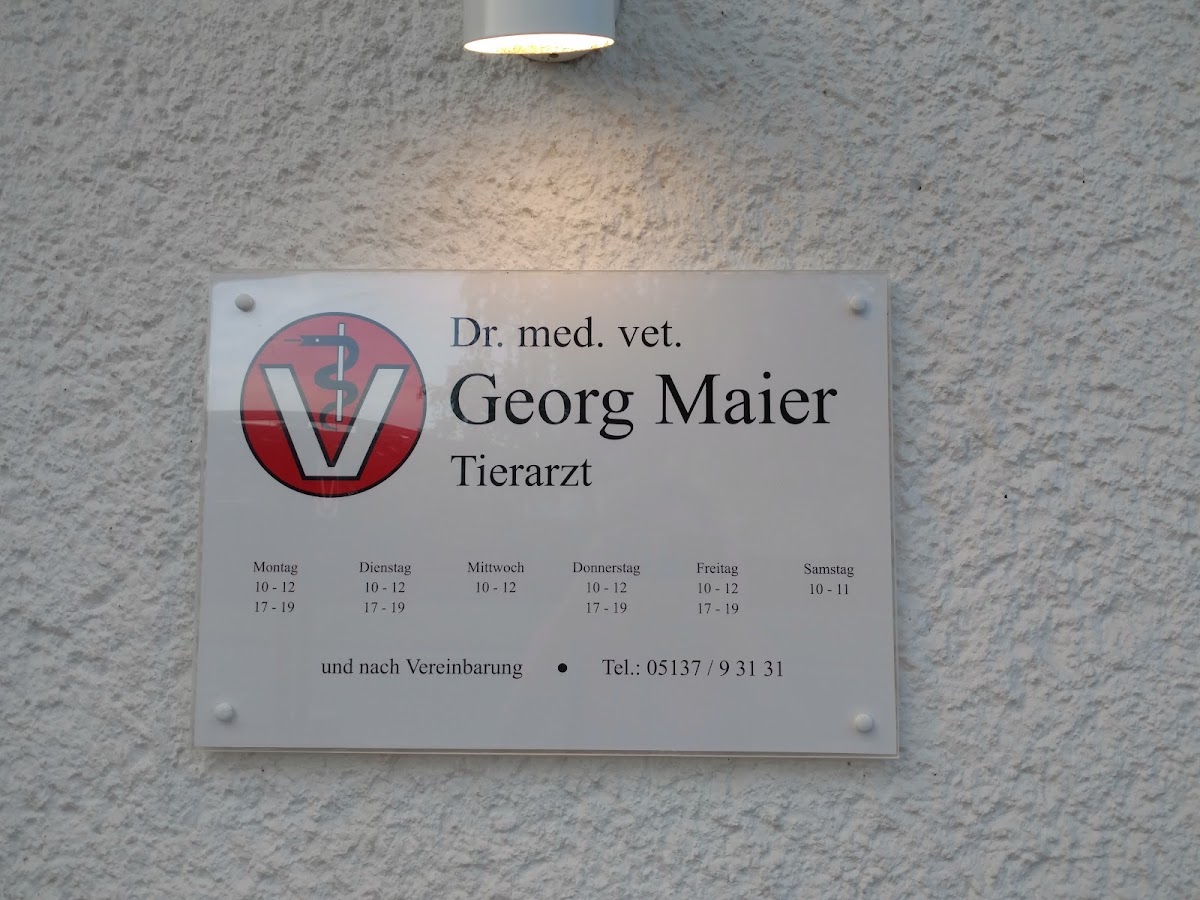 V
Dr. med. vet.
Georg Maier
Tierarzt
Montag Dienstag Mittwoch Donnerstag Freitag Samstag
10 - 12 10 - 12 10 - 12 10 - 12 10 - 12 10 - 11
17 - 19 17 - 19 17 - 19 17 - 19
und nach Vereinbarung • Tel.: 05137 / 9 31 31